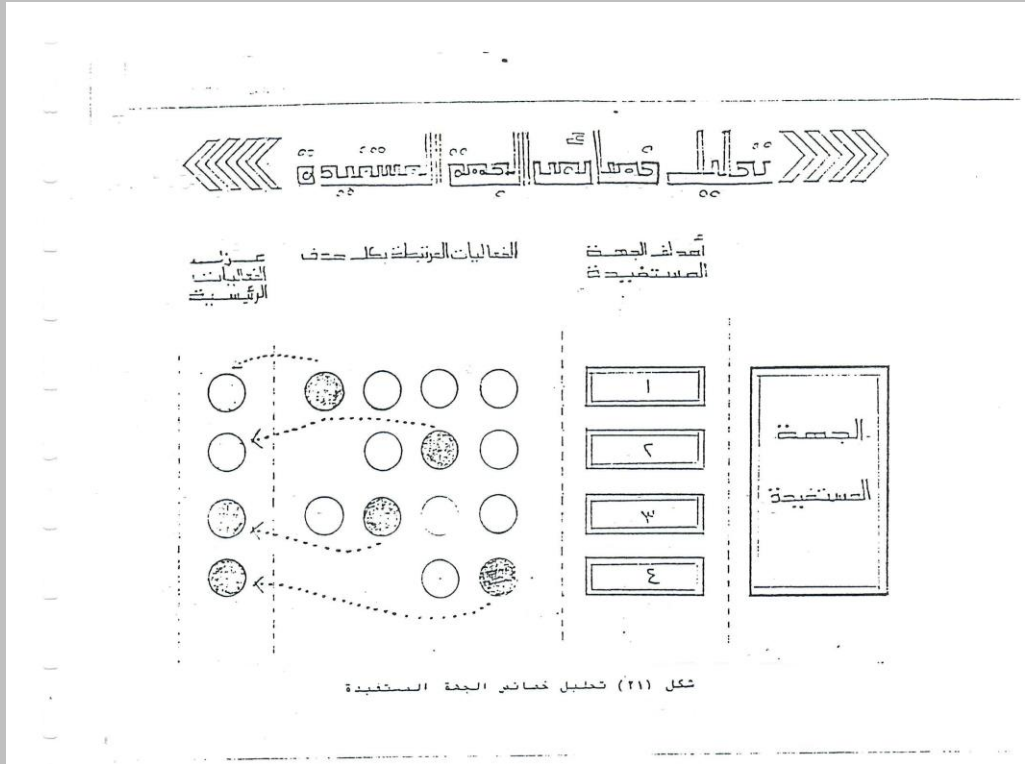 تحليل خصائص الجهة المستفيدة
أهداف الجهة
المستفيدة
الفعاليات المرتبطة بكل هدف
عزل
الفعاليات
الرئيسية
١
٢
٣
٤
الجهة
المستفيدة
شكل (٢١) تحليل خصائص الجهة المستفيدة